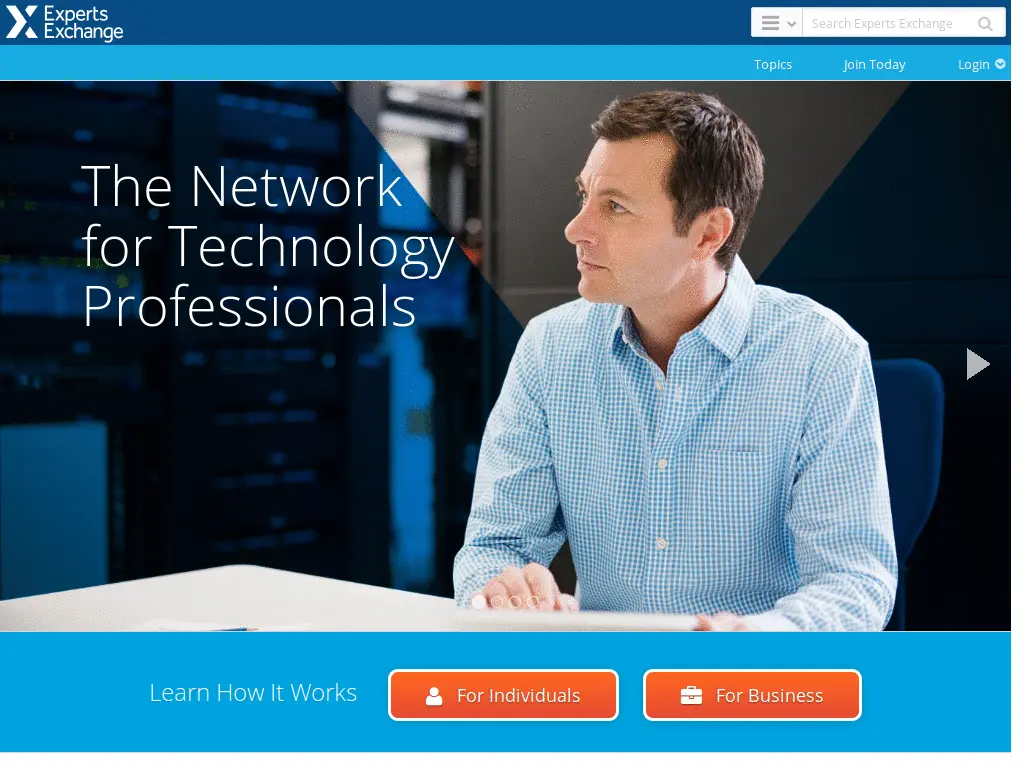 Experts
Exchange
Search Experts Exchange
Topics
Join Today
Login
The Network
for Technology
Professionals
Learn How It Works
For Individuals
For Business